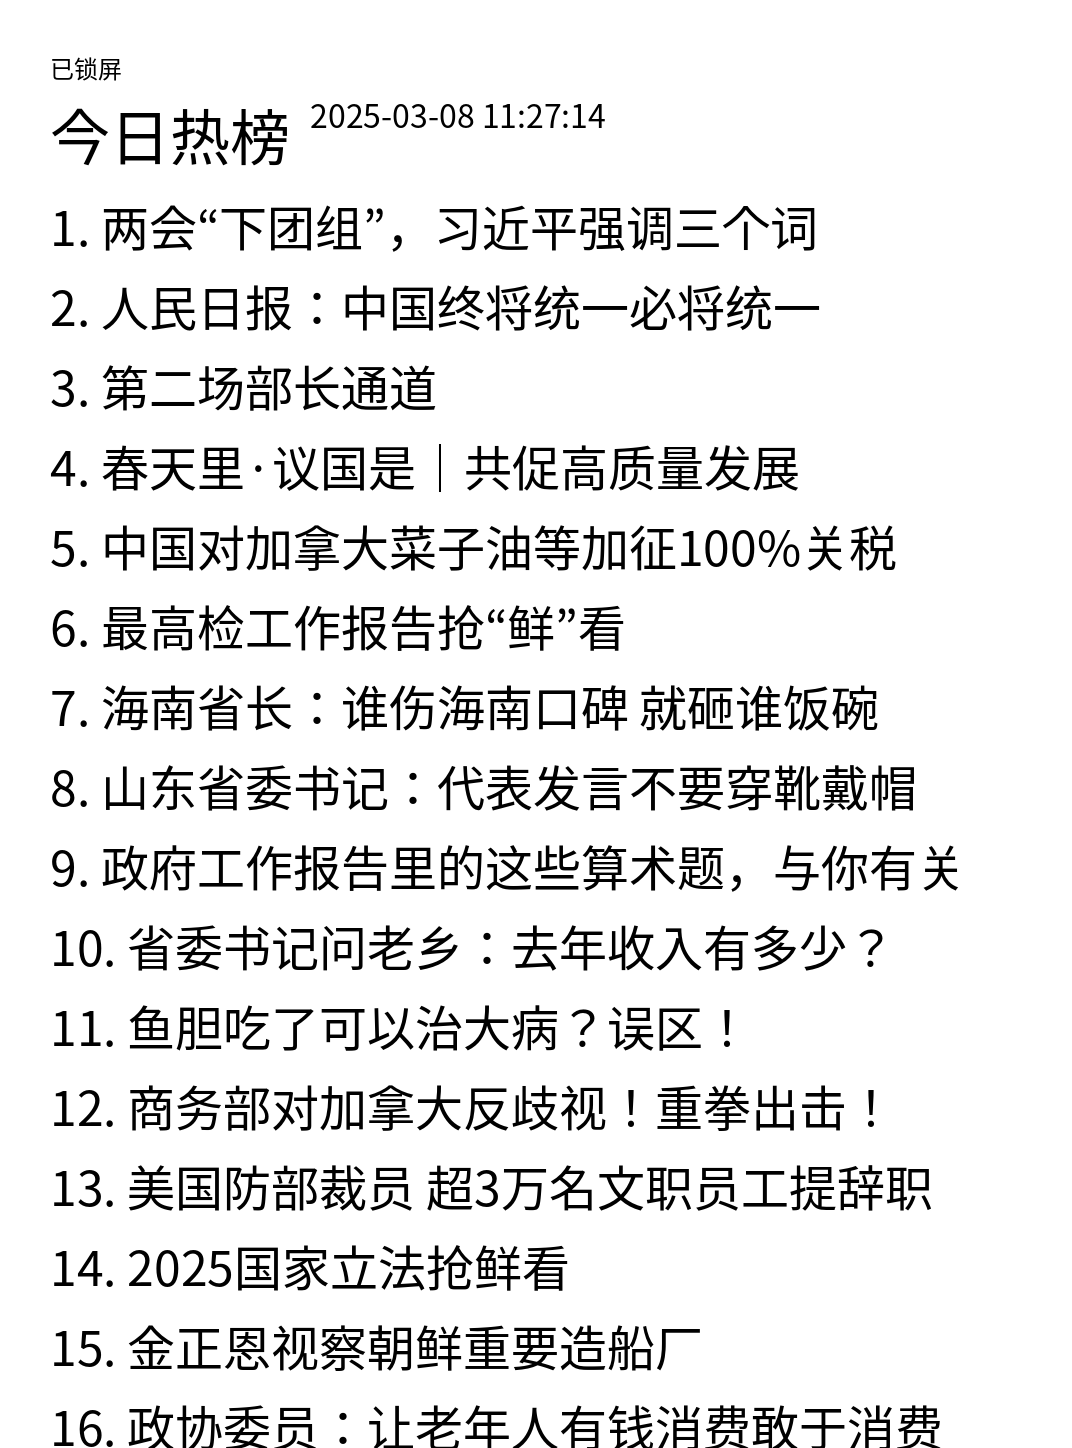 已锁屏
今日热榜 2025-03-08 11:27:14
1. 两会“下团组”，习近平强调三个词
2. 人民日报：中国终将统一必将统一
3. 第二场部长通道
4. 春天里·议国是｜共促高质量发展
5. 中国对加拿大菜子油等加征100%关税
6. 最高检工作报告抢“鲜”看
7. 海南省长：谁伤海南口碑 就砸谁饭碗
8. 山东省委书记：代表发言不要穿靴戴帽
9. 政府工作报告里的这些算术题，与你有关
10. 省委书记问老乡：去年收入有多少？
11. 鱼胆吃了可以治大病？误区！
12. 商务部对加拿大反歧视！重拳出击！
13. 美国防部裁员 超3万名文职员工提辞职
14. 2025国家立法抢鲜看
15. 金正恩视察朝鲜重要造船厂
16. 政协委员：让老年人有钱消费敢于消费